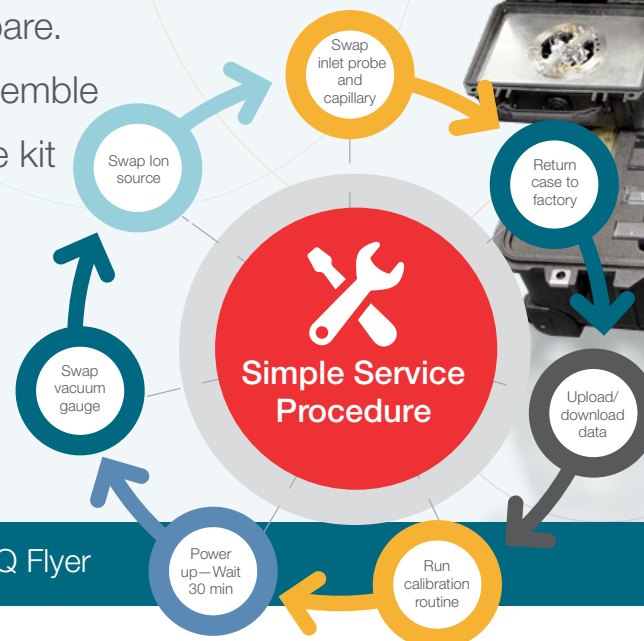 are.
emble
e kit
Swap
inlet probe
and
capillary
Swap Ion
source
Return
case to
factory
Simple Service
Procedure
Swap
vacuum
gauge
Upload/
download
data
Q Flyer
Power
up—Wait
30 min
Run
calibration
routine